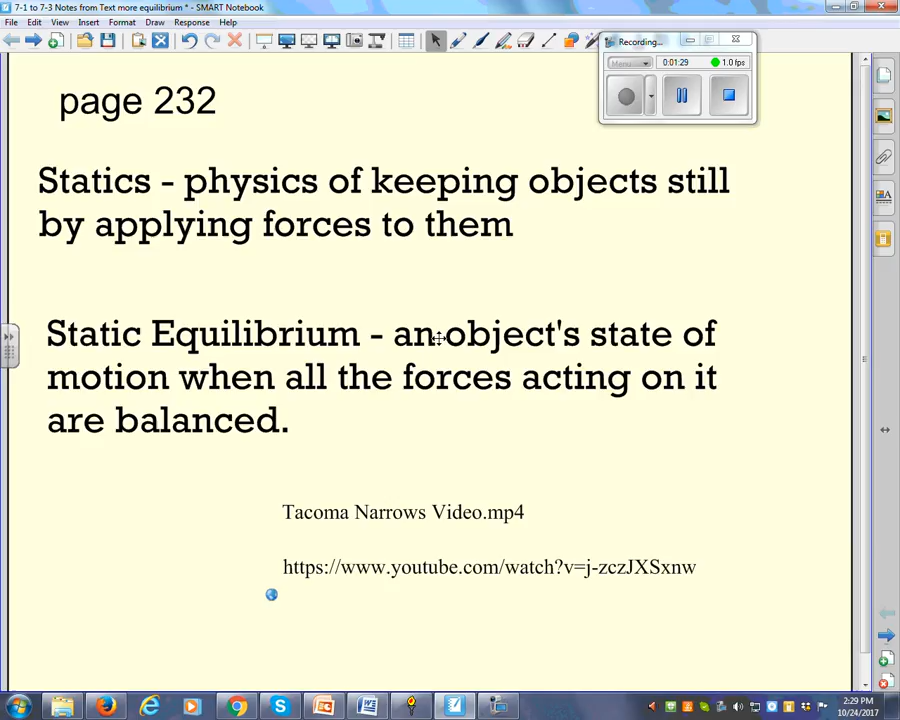 7-1 to 7-3 Notes from Text more equilibrium * - SMART Notebook
File Edit View Insert Format Draw Response Help
Recording...
Menu 0:01:29 1.0 fps
page 232
Statics - physics of keeping objects still
by applying forces to them
Static Equilibrium - an object's state of
motion when all the forces acting on it
are balanced.
Tacoma Narrows Video.mp4
https://www.youtube.com/watch?v=j-zczJXSxnw
2:29 PM
10/24/2017